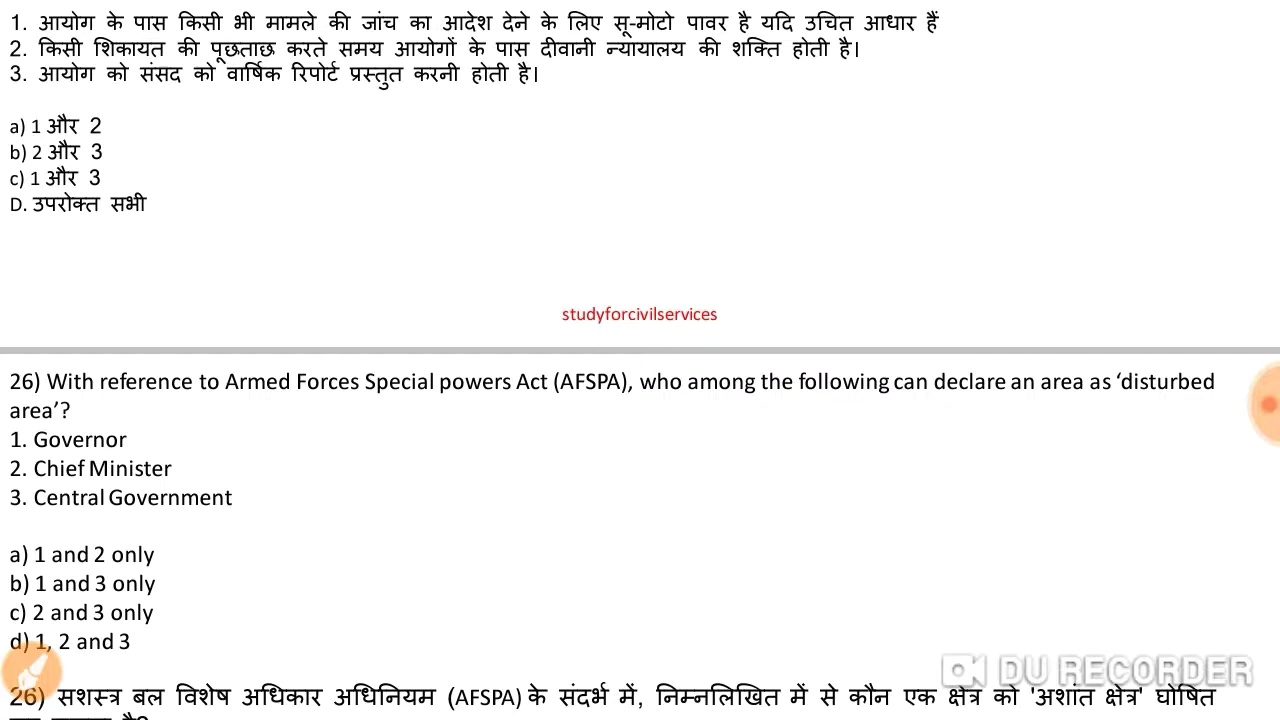 1. आयोग के पास किसी भी मामले की जांच का आदेश देने के लिए सू-मोटो पावर है यदि उचित आधार हैं
2. किसी शिकायत की पूछताछ करते समय आयोगों के पास दीवानी न्यायालय की शक्ति होती है।
3. आयोग को संसद को वार्षिक रिपोर्ट प्रस्तुत करनी होती है।
a) 1 और 2
b) 2 और 3
c) 1 और 3
D. उपरोक्त सभी
studyforcivilservices
26) With reference to Armed Forces Special powers Act (AFSPA), who among the following can declare an area as ‘disturbed
area’?
1. Governor
2. Chief Minister
3. Central Government
a) 1 and 2 only
b) 1 and 3 only
c) 2 and 3 only
d) 1, 2 and 3
DU RECORDER
26) सशस्त्र बल विशेष अधिकार अधिनियम (AFSPA) के संदर्भ में, निम्नलिखित में से कौन एक क्षेत्र को 'अशांत क्षेत्र' घोषित